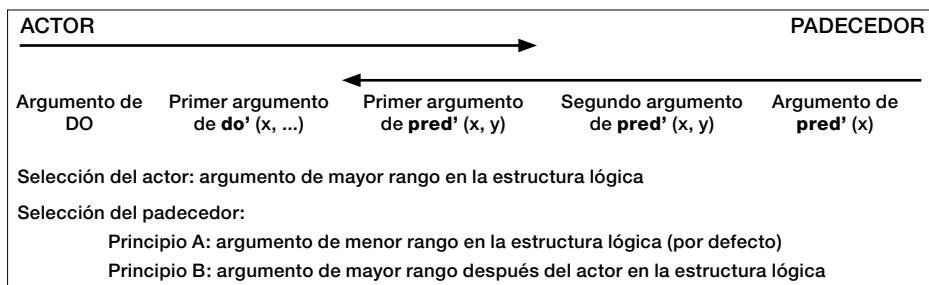 ACTOR PADECEDOR
Argumento de Primer argumento Primer argumento Segundo argumento Argumento de
DO de do’ (x, ...) de pred’ (x, y) de pred’ (x, y) pred’ (x)
Selección del actor: argumento de mayor rango en la estructura lógica
Selección del padecedor:
Principio A: argumento de menor rango en la estructura lógica (por defecto)
Principio B: argumento de mayor rango después del actor en la estructura lógica